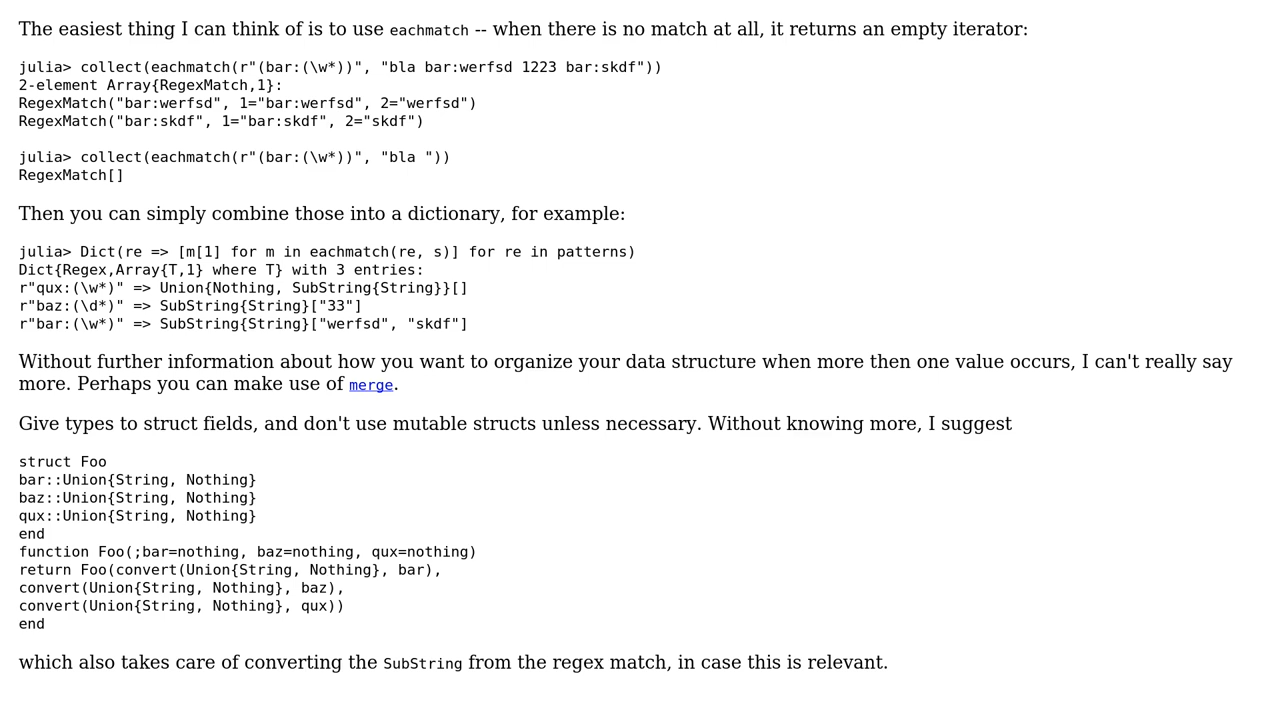 The easiest thing I can think of is to use eachmatch -- when there is no match at all, it returns an empty iterator:
julia> collect(eachmatch(r"(bar:(\w*))", "bla bar:werfsd 1223 bar:skdf"))
2-element Array{RegexMatch,1}:
RegexMatch("bar:werfsd", 1="bar:werfsd", 2="werfsd")
RegexMatch("bar:skdf", 1="bar:skdf", 2="skdf")
julia> collect(eachmatch(r"(bar:(\w*))", "bla "))
RegexMatch[]
Then you can simply combine those into a dictionary, for example:
julia> Dict(re => [m[1] for m in eachmatch(re, s)] for re in patterns)
Dict{Regex,Array{T,1} where T} with 3 entries:
r"qux:(\w*)" => Union{Nothing, SubString{String}}[]
r"baz:(\d*)" => SubString{String}["33"]
r"bar:(\w*)" => SubString{String}["werfsd", "skdf"]
Without further information about how you want to organize your data structure when more then one value occurs, I can't really say
more. Perhaps you can make use of merge.
Give types to struct fields, and don't use mutable structs unless necessary. Without knowing more, I suggest
struct Foo
bar::Union{String, Nothing}
baz::Union{String, Nothing}
qux::Union{String, Nothing}
end
function Foo(;bar=nothing, baz=nothing, qux=nothing)
return Foo(convert(Union{String, Nothing}, bar),
convert(Union{String, Nothing}, baz),
convert(Union{String, Nothing}, qux))
end
which also takes care of converting the SubString from the regex match, in case this is relevant.